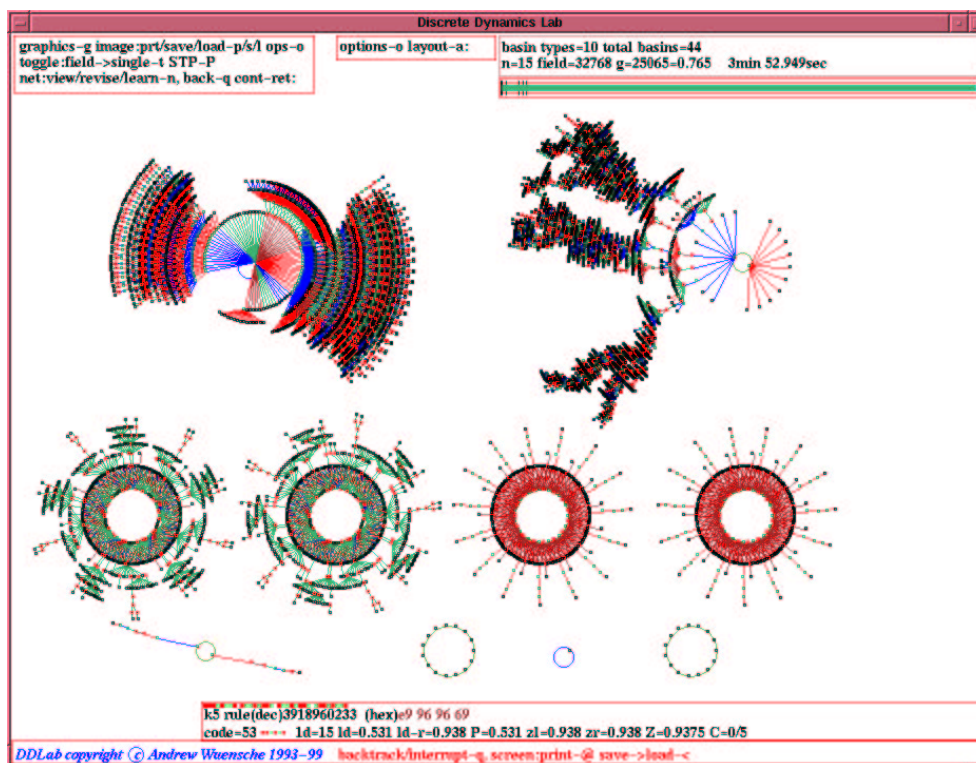 Discrete Dynamics Lab
graphics-g image:prt/save/load-p/s/l ops-o
toggle:field->single-t STP-P
net:view/revise/learn-n, back-q cont-ret:
options-o layout-a:
basin types=10 total basins=44
n=15 field=32768 g=25065=0.765 3min 52.949sec
k5 rule(dec)3918960233 (hex)e9 96 96 69
code=53 1d=15 ld=0.531 ld-r=0.938 P=0.531 zl=0.938 zr=0.938 Z=0.9375 C=0/5
DDLab copyright © Andrew Wuensche 1993-99 backtrack/interrupt-q, screen:print-@ save->load-<